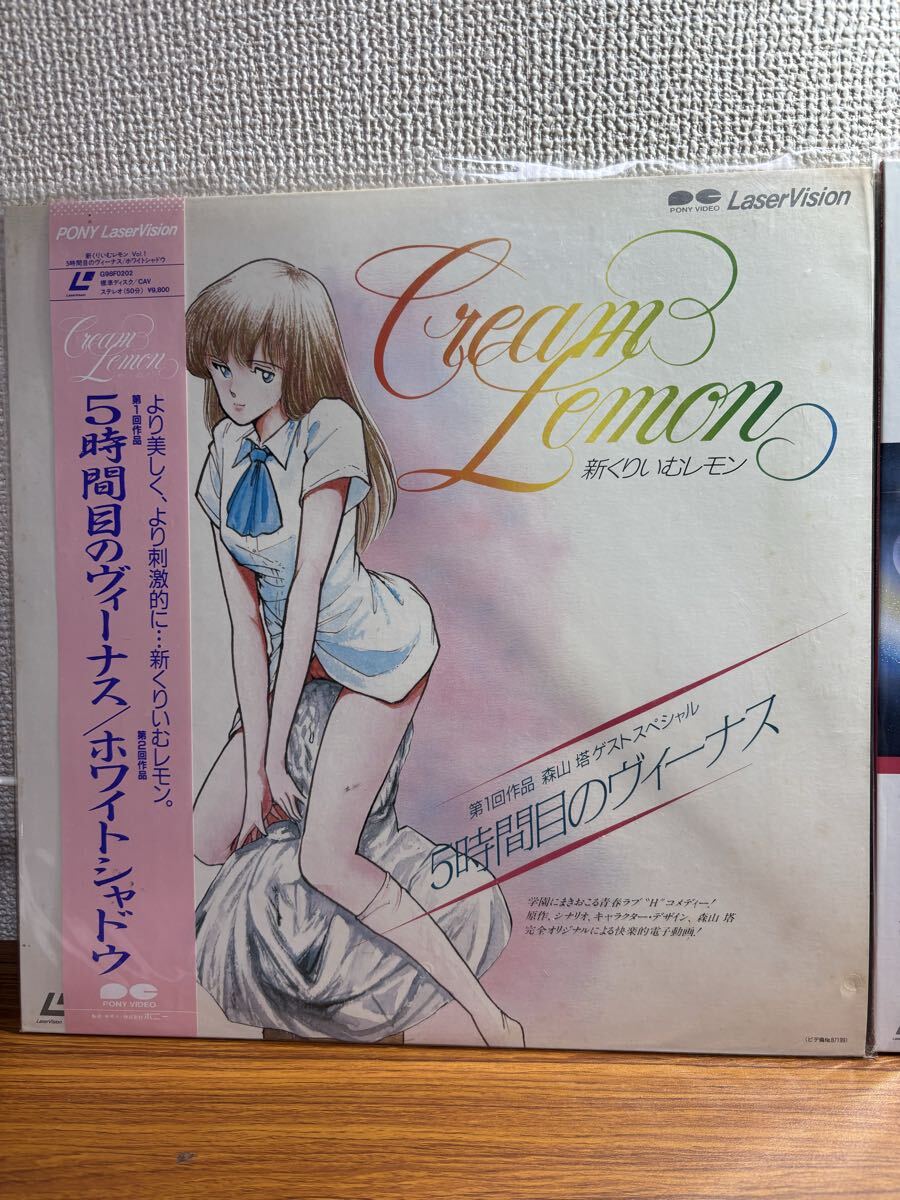 PONY LaserVision
新くりいむレモン Vol.1
5時間目のヴィーナス/ホワイトシャドウ
G98F0202
標準ディスク/CAV
ステレオ(50分) ¥9,800
LaserVision
Cream
Lemon
より美しく、より刺激的に…新くりいむレモン。
第1回作品
第2回作品
5時間目のヴィーナス/ホワイトシャドウ
PONY VIDEO
PONY VIDEO
LaserVision
Cream
Lemon
新くりいむレモン
第1回作品 森山 塔 ゲストスペシャル
5時間目のヴィーナス
学園にまきおこる青春ラブ"H"コメディー!
原作、シナリオ、キャラクター・デザイン、森山 塔
完全オリジナルによる快楽的電子動画!
LaserVision